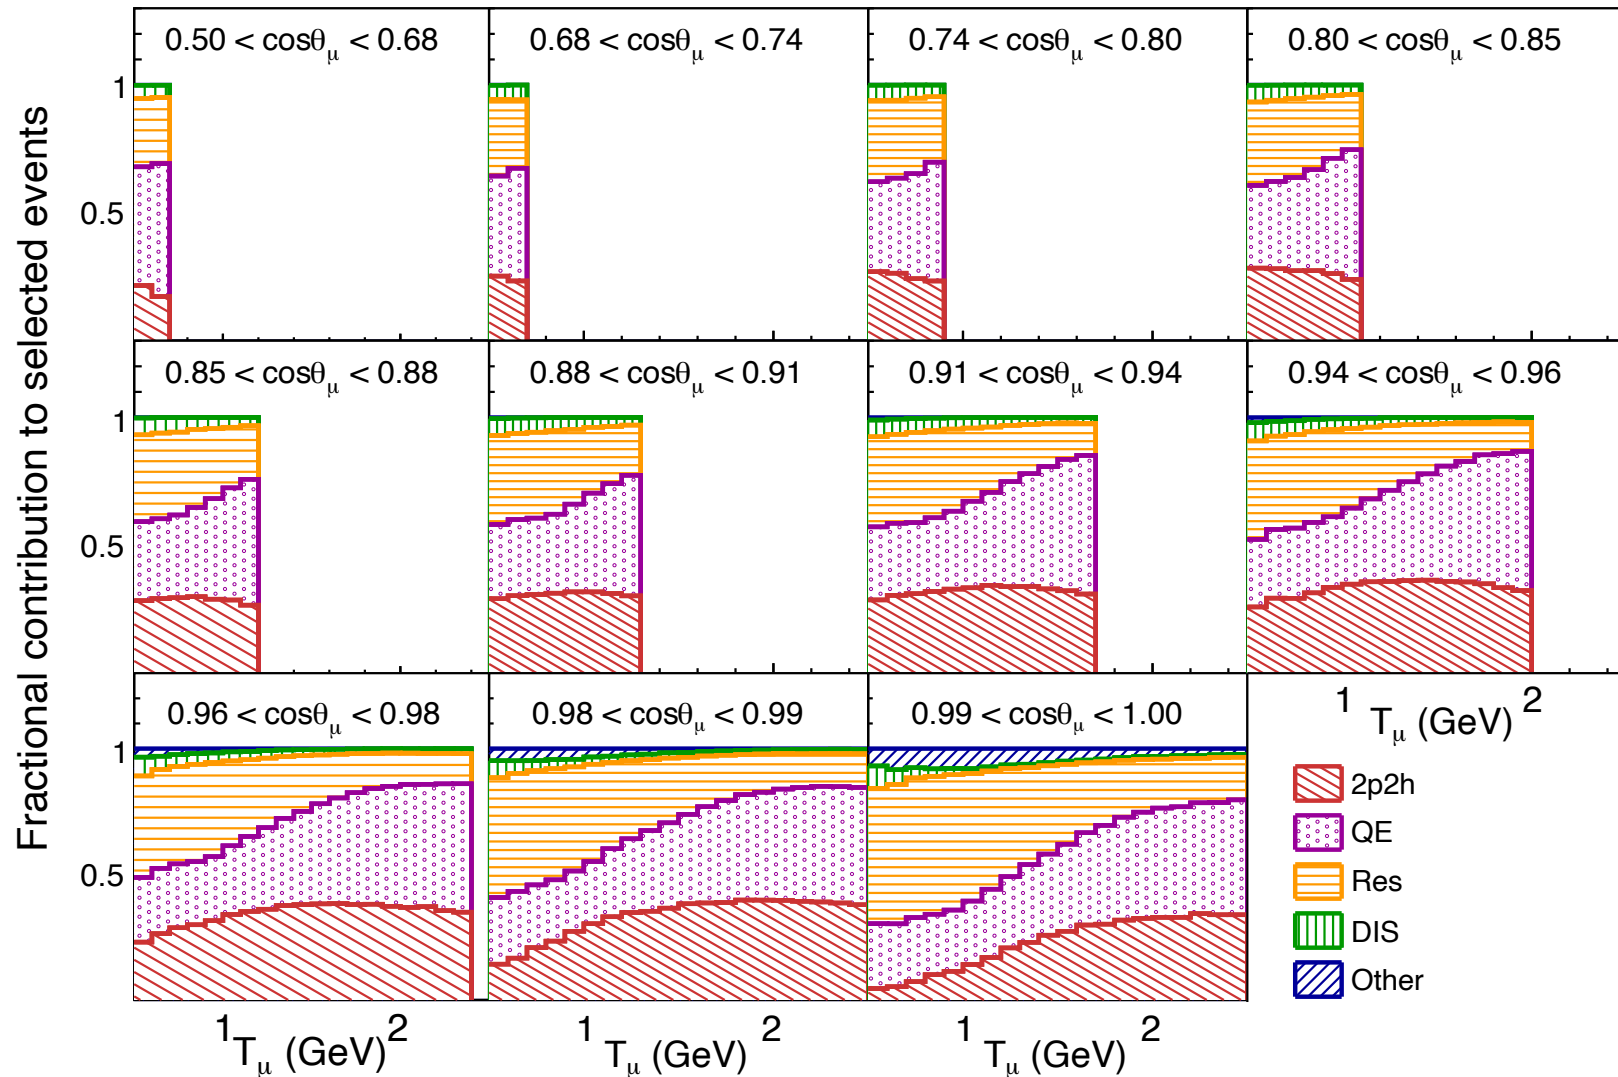 Fractional contribution to selected events
0.50 < cosθμ < 0.68
0.68 < cosθμ < 0.74
0.74 < cosθμ < 0.80
0.80 < cosθμ < 0.85
1
0.5
0.85 < cosθμ < 0.88
0.88 < cosθμ < 0.91
0.91 < cosθμ < 0.94
0.94 < cosθμ < 0.96
1
0.5
1 2
Tμ (GeV)
0.96 < cosθμ < 0.98
0.98 < cosθμ < 0.99
0.99 < cosθμ < 1.00
1
0.5
2p2h
QE
Res
DIS
Other
1 2
Tμ (GeV)
1 2
Tμ (GeV)
1 2
Tμ (GeV)